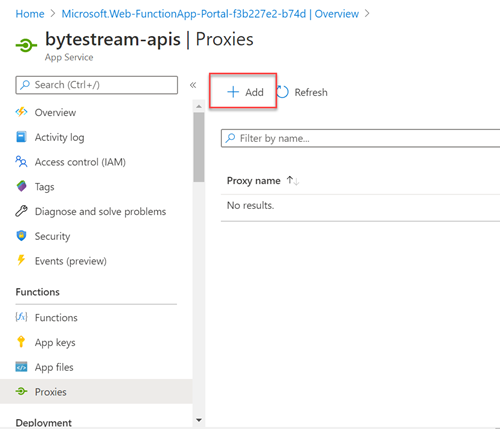 Home > Microsoft.Web-FunctionApp-Portal-f3b227e2-b74d | Overview >
bytestream-apis | Proxies
App Service
Search (Ctrl+/)
«
Add
Refresh
Overview
Activity log
Access control (IAM)
Tags
Diagnose and solve problems
Security
Events (preview)
Functions
Functions
App keys
App files
Proxies
Deployment
Filter by name...
Proxy name ↑↓
No results.